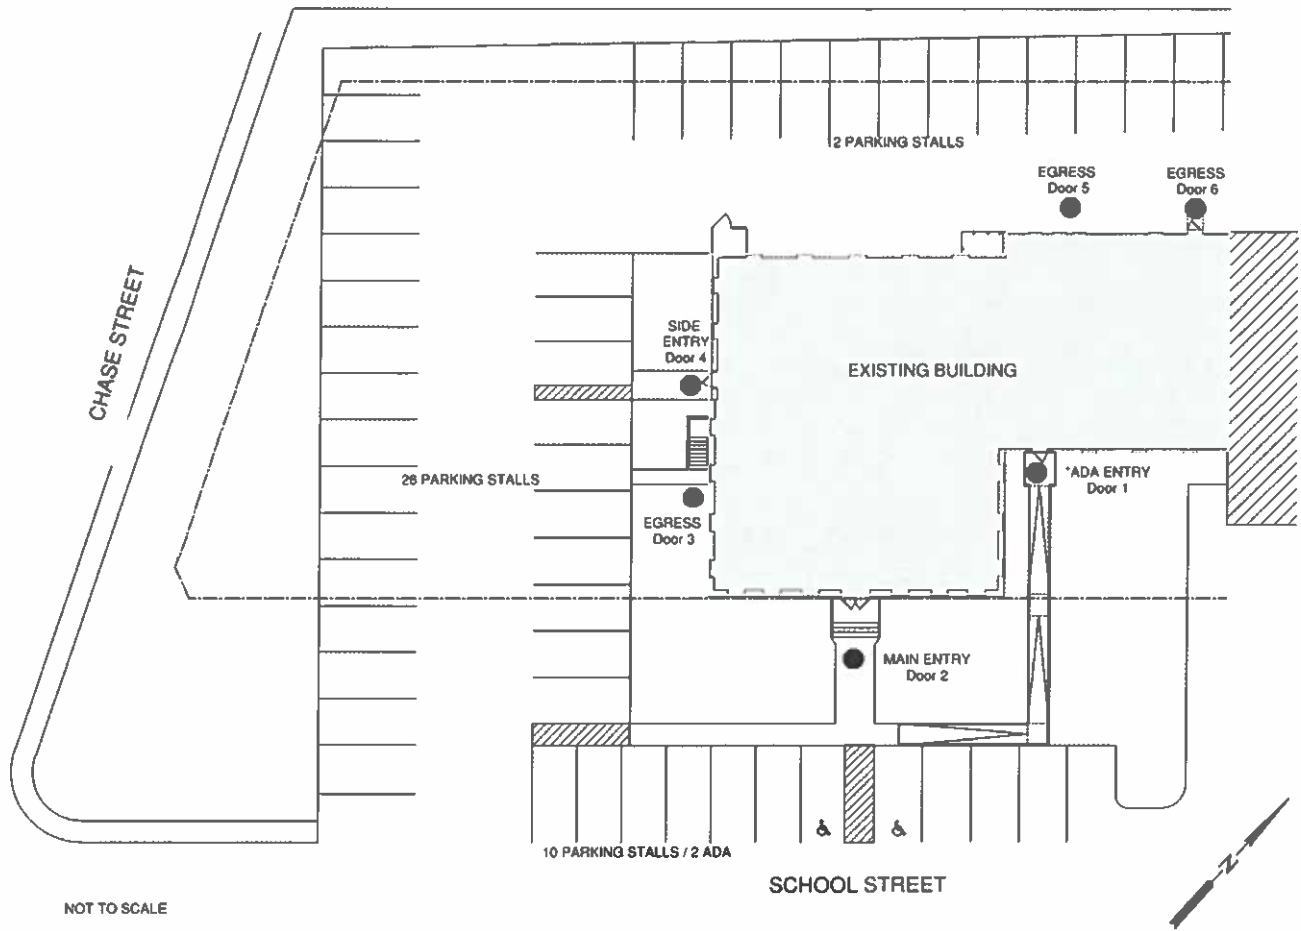 12 PARKING STALLS
EGRESS
Door 5
EGRESS
Door 6
CHASE STREET
SIDE
ENTRY
Door 4
EXISTING BUILDING
26 PARKING STALLS
*ADA ENTRY
Door 1
EGRESS
Door 3
MAIN ENTRY
Door 2
10 PARKING STALLS / 2 ADA
SCHOOL STREET
N
NOT TO SCALE